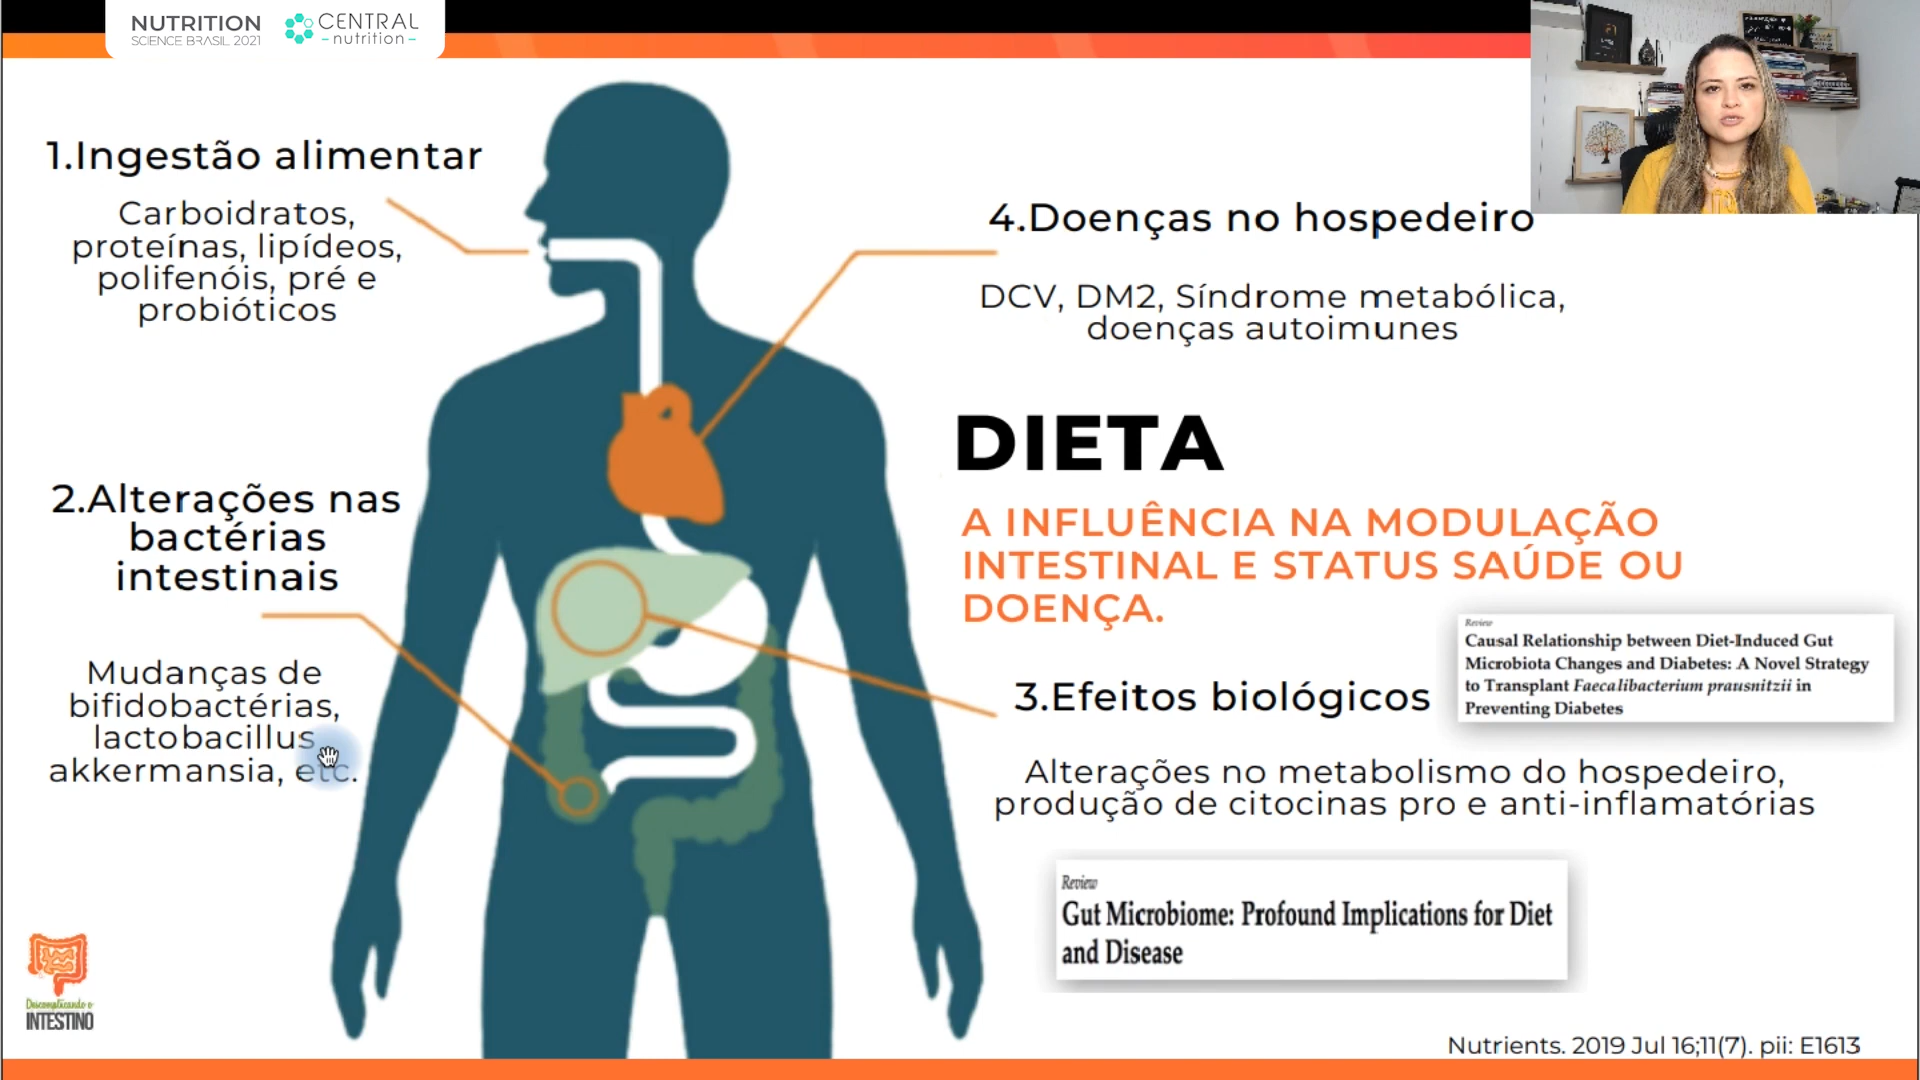 NUTRITION
SCIENCE BRASIL 2021
CENTRAL
nutrition
1.Ingestão alimentar
Carboidratos,
proteínas, lipídeos,
polifenóis, pré e
probióticos
2.Alterações nas
bactérias
intestinais
Mudanças de
bifidobactérias,
lactobacillus
akkermansia, etc.
4.Doenças no hospedeiro
DCV, DM2, Síndrome metabólica,
doenças autoimunes
DIETA
A INFLUÊNCIA NA MODULAÇÃO
INTESTINAL E STATUS SAÚDE OU
DOENÇA.
Review
Causal Relationship between Diet-Induced Gut
Microbiota Changes and Diabetes: A Novel Strategy
to Transplant Faecalibacterium prausnitzii in
Preventing Diabetes
3.Efeitos biológicos
Alterações no metabolismo do hospedeiro,
produção de citocinas pro e anti-inflamatórias
Review
Gut Microbiome: Profound Implications for Diet
and Disease
Descomplicando o
INTESTINO
Nutrients. 2019 Jul 16;11(7). pii: E1613